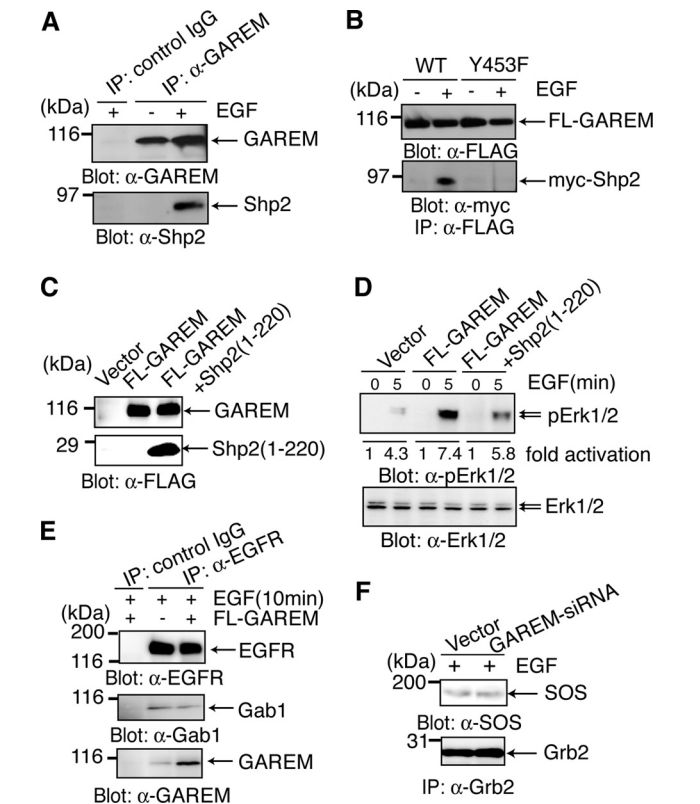 A
IP: control IgG
IP: α-GAREM
(kDa)
+ - + EGF
116 GAREM
Blot: α-GAREM
97 Shp2
Blot: α-Shp2
B
WT Y453F
(kDa) - + - + EGF
116 FL-GAREM
Blot: α-FLAG
97 myc-Shp2
Blot: α-myc
IP: α-FLAG
C
(kDa)
Vector
FL-GAREM
FL-GAREM
+Shp2(1-220)
116 GAREM
29 Shp2(1-220)
Blot: α-FLAG
D
Vector
FL-GAREM
FL-GAREM
+Shp2(1-220)
0 5 0 5 0 5 EGF(min)
pErk1/2
1 4.3 1 7.4 1 5.8 fold activation
Blot: α-pErk1/2
Erk1/2
Blot: α-Erk1/2
E
IP: control IgG
IP: α-EGFR
+ + + EGF(10min)
(kDa) + - + FL-GAREM
200
EGFR
116
Blot: α-EGFR
116 Gab1
Blot: α-Gab1
116 GAREM
Blot: α-GAREM
F
Vector
GAREM-siRNA
(kDa) + + EGF
200
SOS
Blot: α-SOS
31
Grb2
IP: α-Grb2